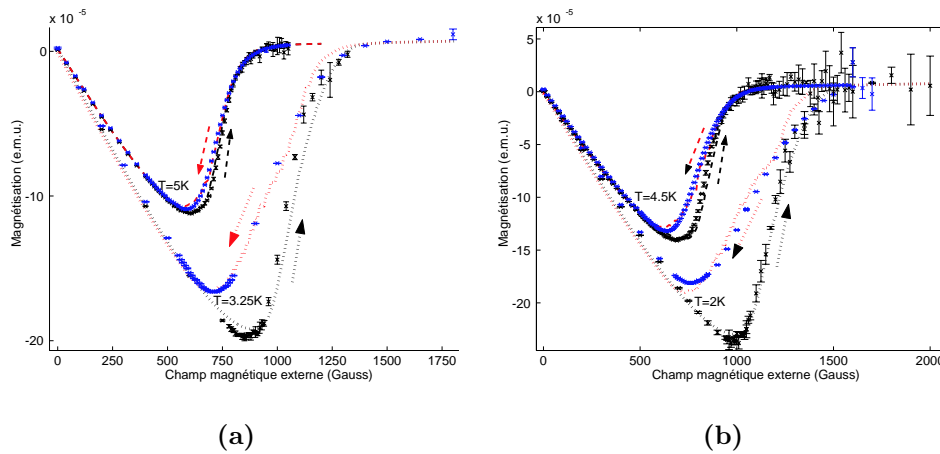 x 10 -5
0
-10
-20
Magnétisation (e.m.u.)
T=5K
T=3.25K
0 250 500 750 1000 1250 1500 1750
Champ magnétique externe (Gauss)
(a)
x 10 -5
5
0
-5
-10
-15
-20
Magnétisation (e.m.u.)
T=4.5K
T=2K
0 500 1000 1500 2000
Champ magnétique externe (Gauss)
(b)